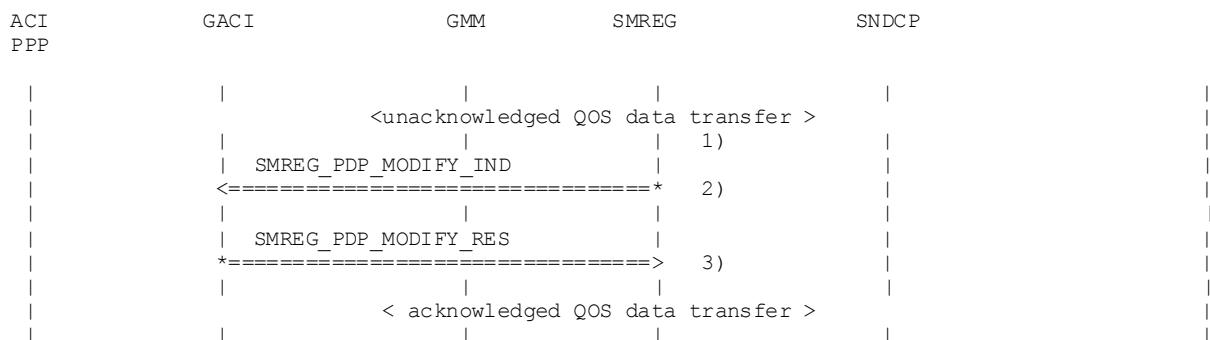 ACI GACI GMM SMREG SNDCP
PPP
<unacknowledged QOS data transfer >
1)
SMREG_PDP_MODIFY_IND
<=================================* 2)
SMREG_PDP_MODIFY_RES
*=================================> 3)
< acknowledged QOS data transfer >